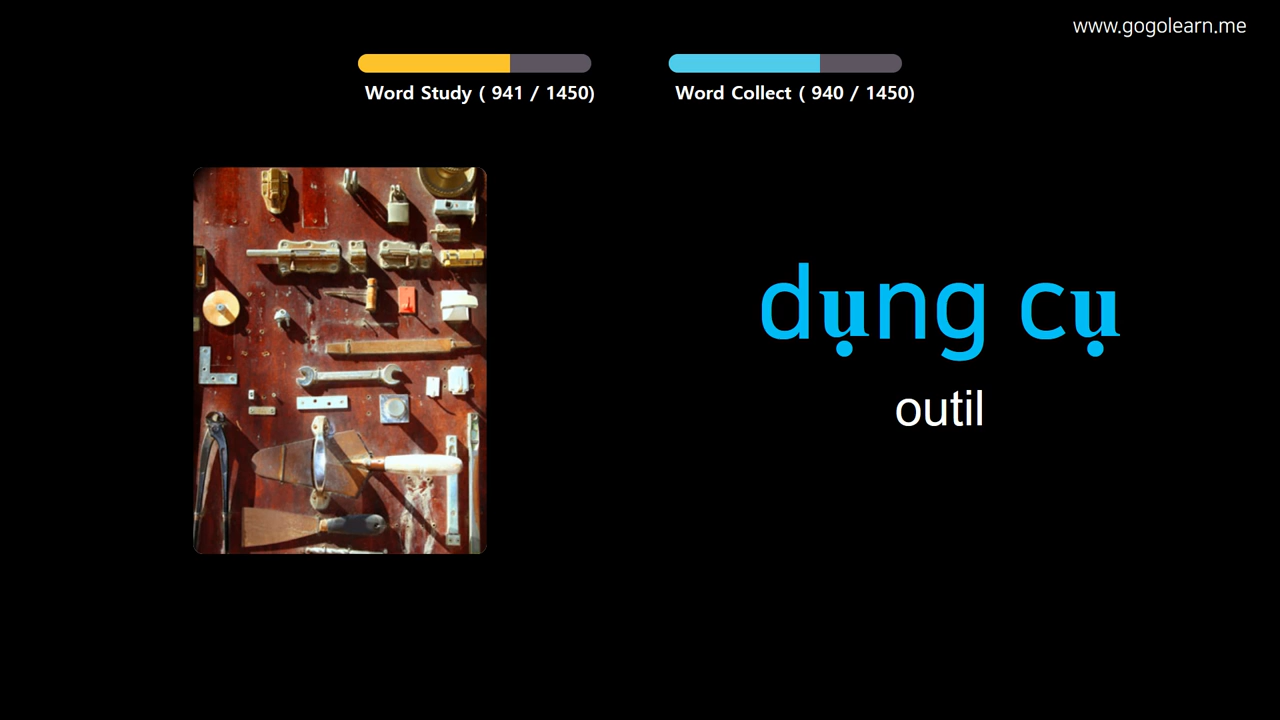 www.gogolearn.me
Word Study ( 941 / 1450)
Word Collect ( 940 / 1450)
dụng cụ
outil